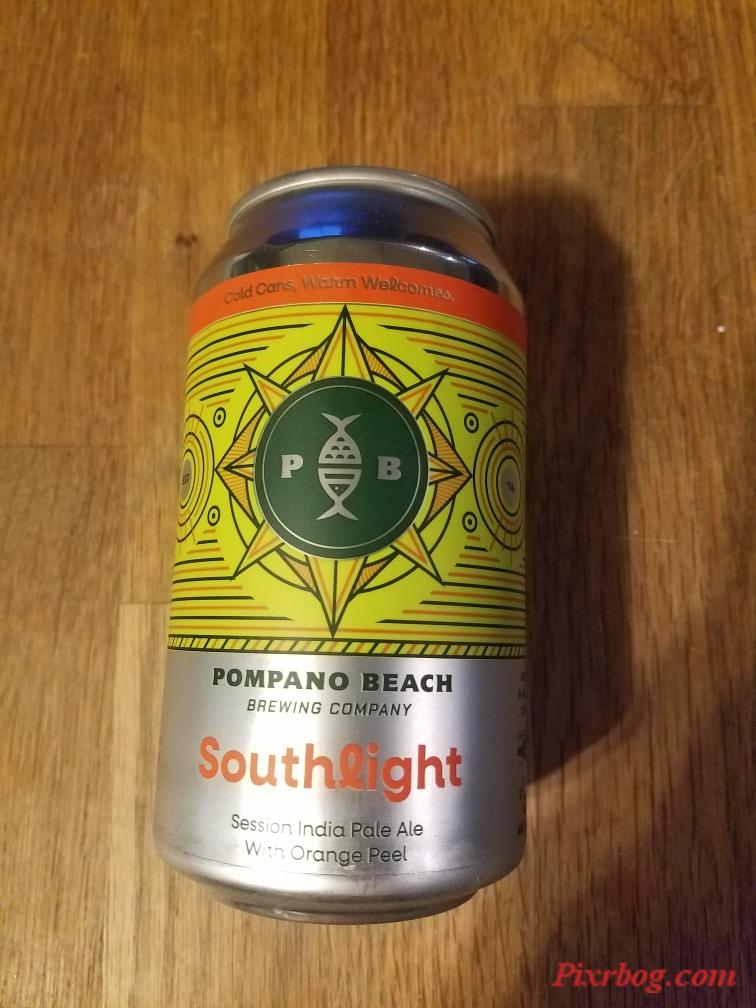 Cold Cans, Warm Welcomes.
P B
POMPANO BEACH
BREWING COMPANY
Southlight
Session India Pale Ale
With Orange Peel
Pixrbog.com